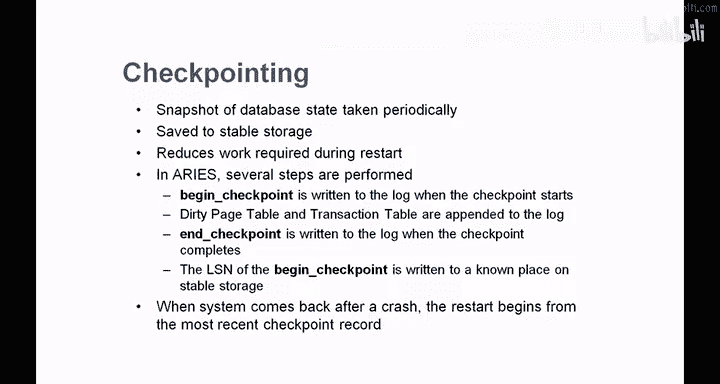 bili.com
bilibili
Checkpointing
• Snapshot of database state taken periodically
• Saved to stable storage
• Reduces work required during restart
• In ARIES, several steps are performed
– begin_checkpoint is written to the log when the checkpoint starts
– Dirty Page Table and Transaction Table are appended to the log
– end_checkpoint is written to the log when the checkpoint
completes
– The LSN of the begin_checkpoint is written to a known place on
stable storage
• When system comes back after a crash, the restart begins from
the most recent checkpoint record